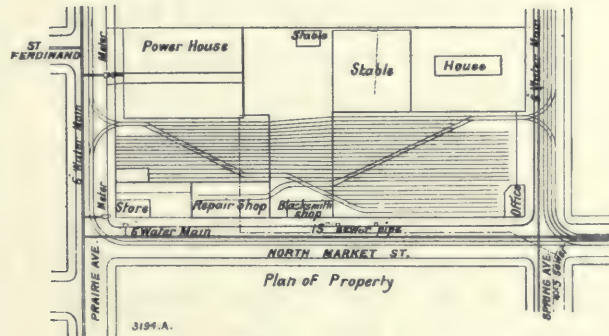 ST
FERDINAND
Meter
Power House
Stable
Stable
House
6 Water Main
6 Water Main
Meter
Store
Repair Shop
Blacksmith
shop
Office
6 Water Main
15 sewer pipe
NORTH MARKET ST.
PRAIRIE AVE.
SPRING AVE.
Sewer
Plan of Property
3194.A.